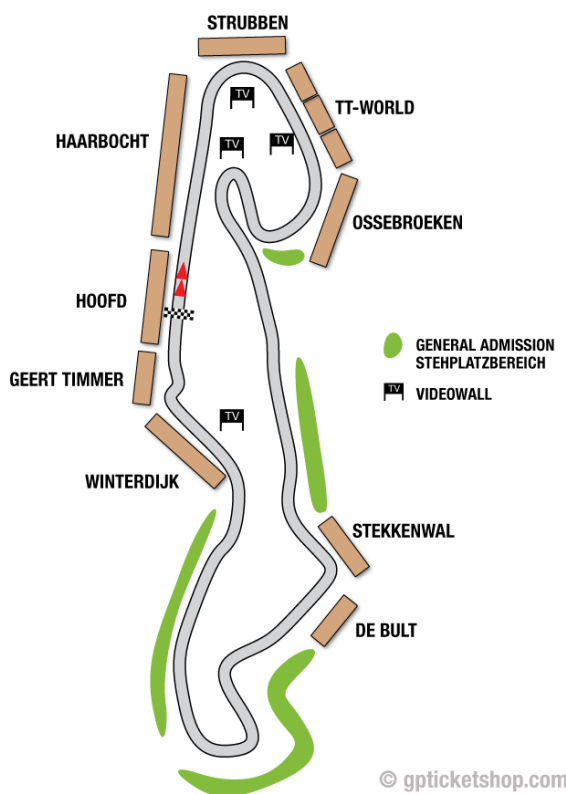 STRUBBEN
TV
TT-WORLD
HAARBOCHT
TV
TV
OSSEBROEKEN
HOOFD
GENERAL ADMISSION
STEHPLATZBEREICH
GEERT TIMMER
TV
VIDEOWALL
TV
WINTERDIJK
STEKKENWAL
DE BULT
© gpticketshop.com